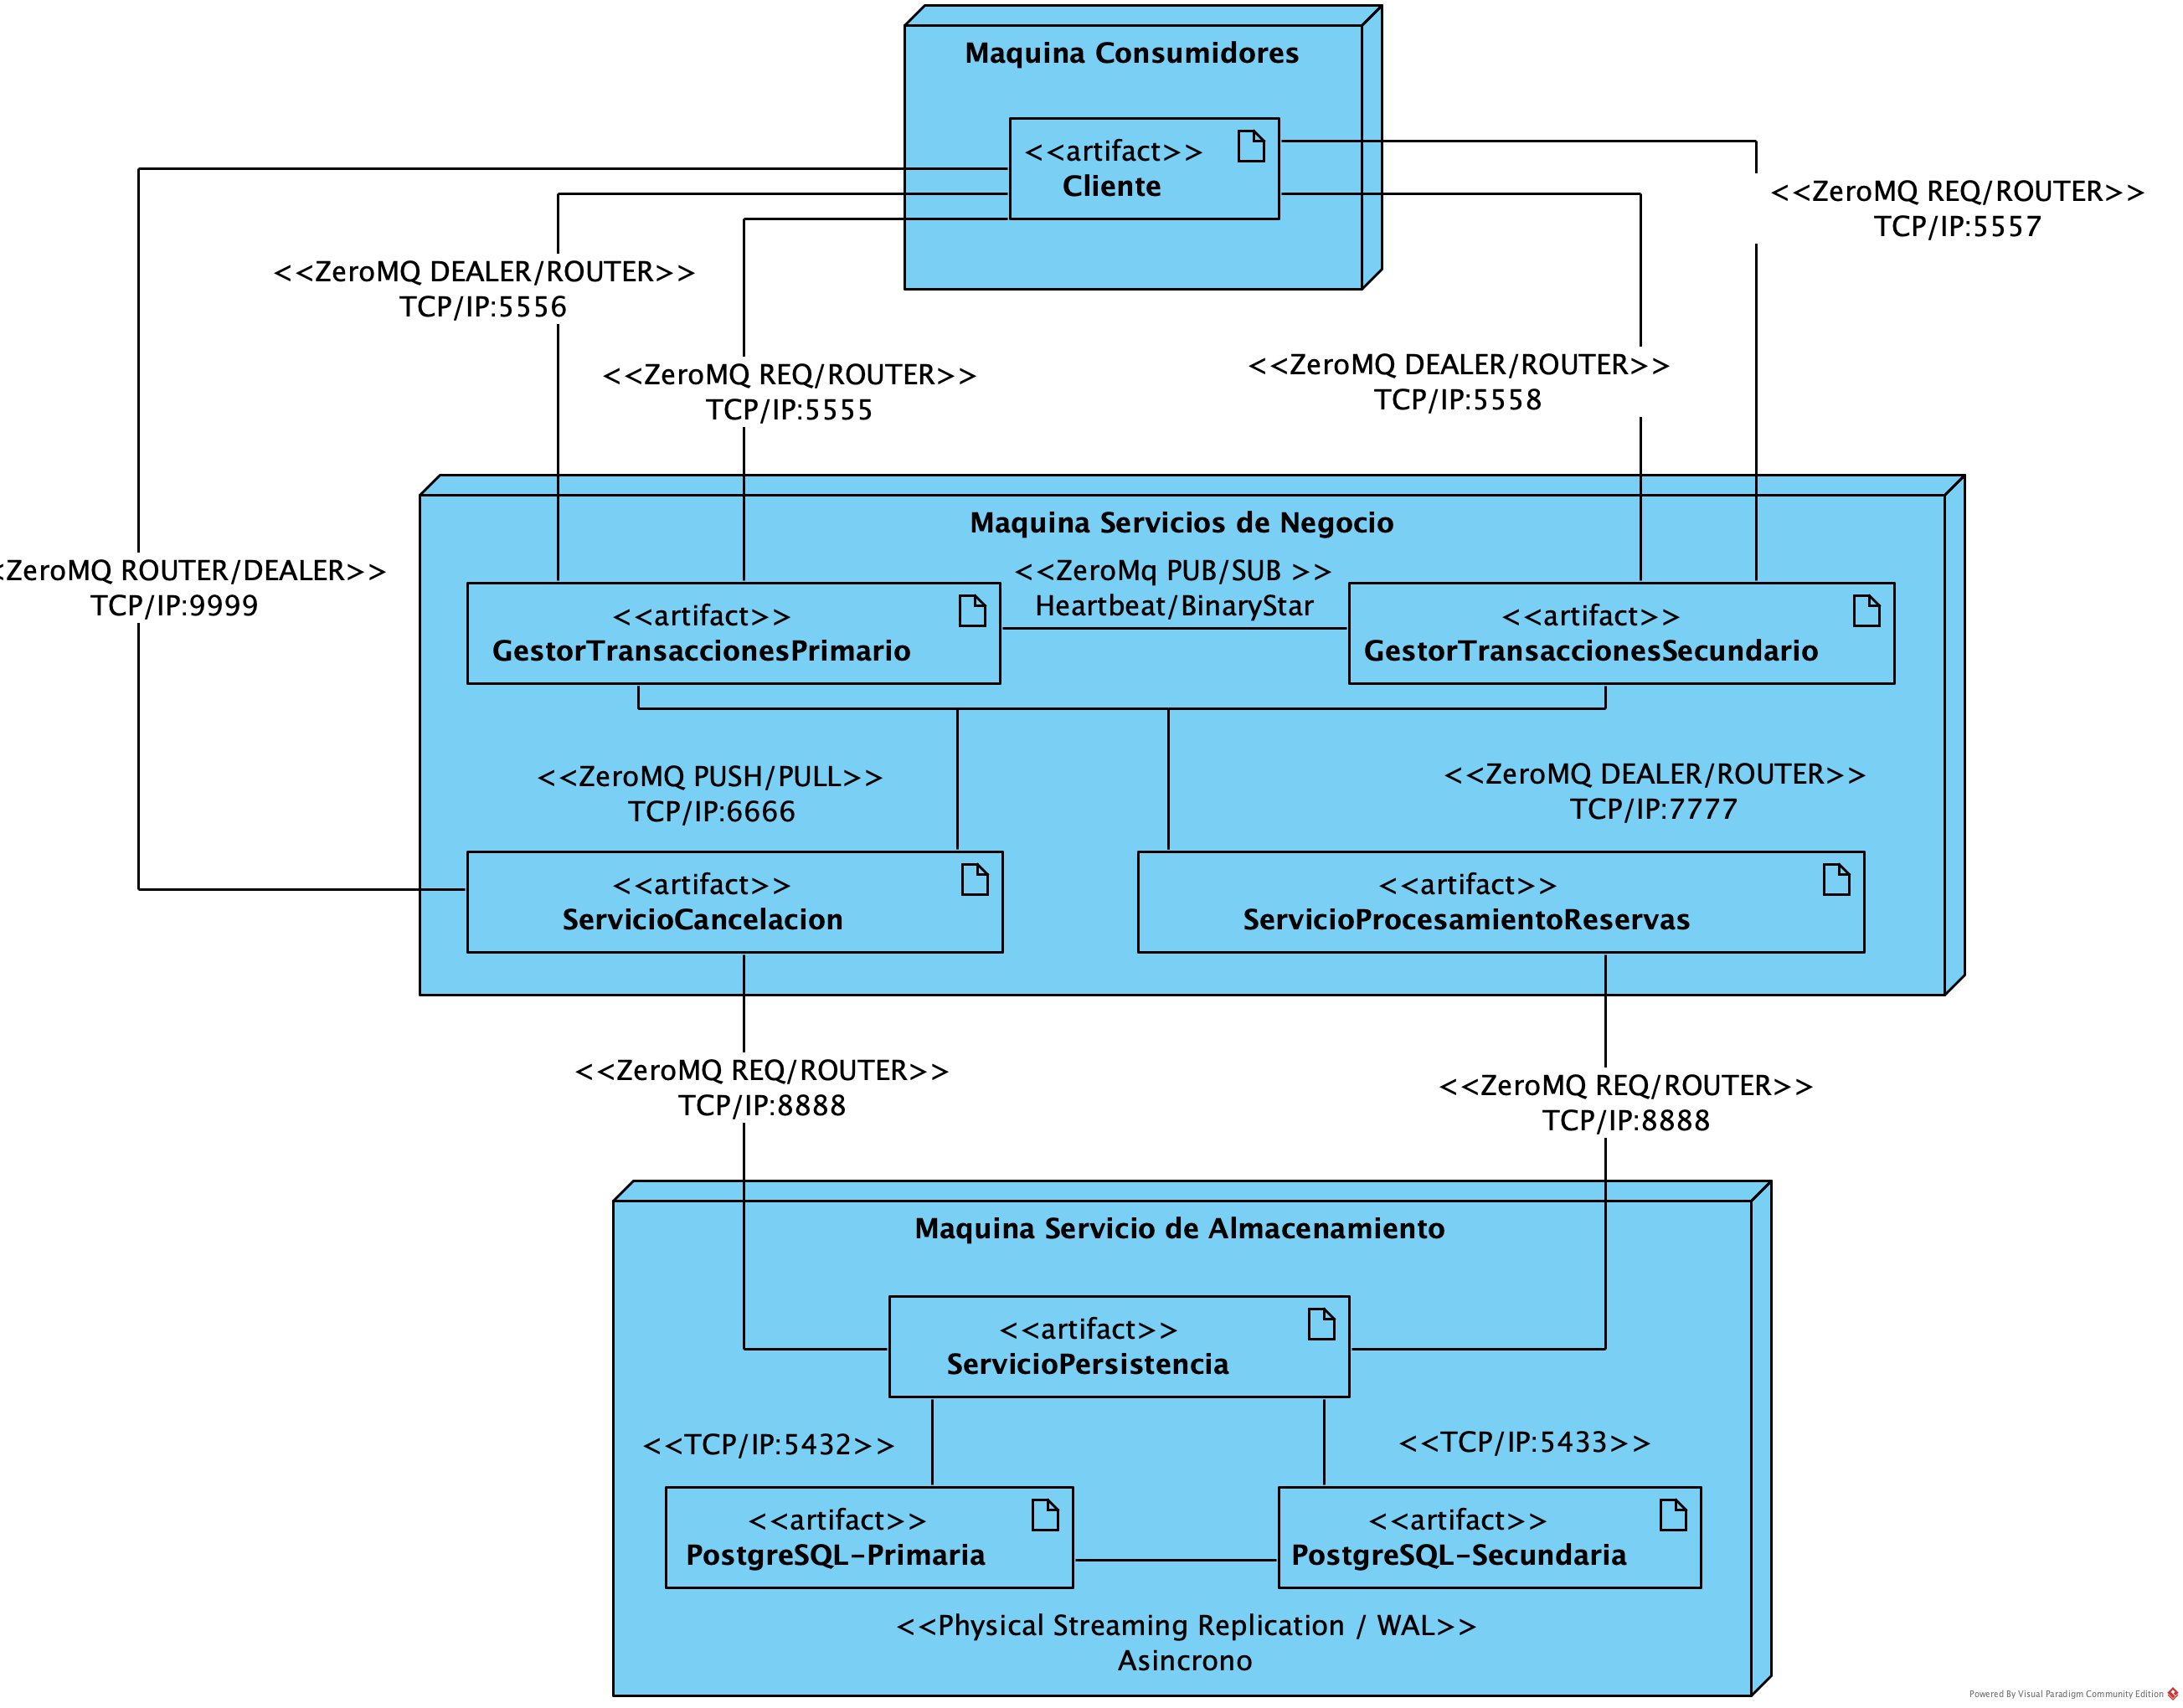 Maquina Consumidores
<<artifact>>
Cliente
<<ZeroMQ REQ/ROUTER>>
TCP/IP:5557
<<ZeroMQ DEALER/ROUTER>>
TCP/IP:5556
<<ZeroMQ REQ/ROUTER>>
TCP/IP:5555
<<ZeroMQ DEALER/ROUTER>>
TCP/IP:5558
Maquina Servicios de Negocio
<ZeroMQ ROUTER/DEALER>>
TCP/IP:9999
<<ZeroMq PUB/SUB >>
Heartbeat/BinaryStar
<<artifact>>
GestorTransaccionesPrimario
<<artifact>>
GestorTransaccionesSecundario
<<ZeroMQ PUSH/PULL>>
TCP/IP:6666
<<ZeroMQ DEALER/ROUTER>>
TCP/IP:7777
<<artifact>>
ServicioCancelacion
<<artifact>>
ServicioProcesamientoReservas
<<ZeroMQ REQ/ROUTER>>
TCP/IP:8888
<<ZeroMQ REQ/ROUTER>>
TCP/IP:8888
Maquina Servicio de Almacenamiento
<<artifact>>
ServicioPersistencia
<<TCP/IP:5432>>
<<TCP/IP:5433>>
<<artifact>>
PostgreSQL-Primaria
<<artifact>>
PostgreSQL-Secundaria
<<Physical Streaming Replication / WAL>>
Asincrono
Powered By Visual Paradigm Community Edition